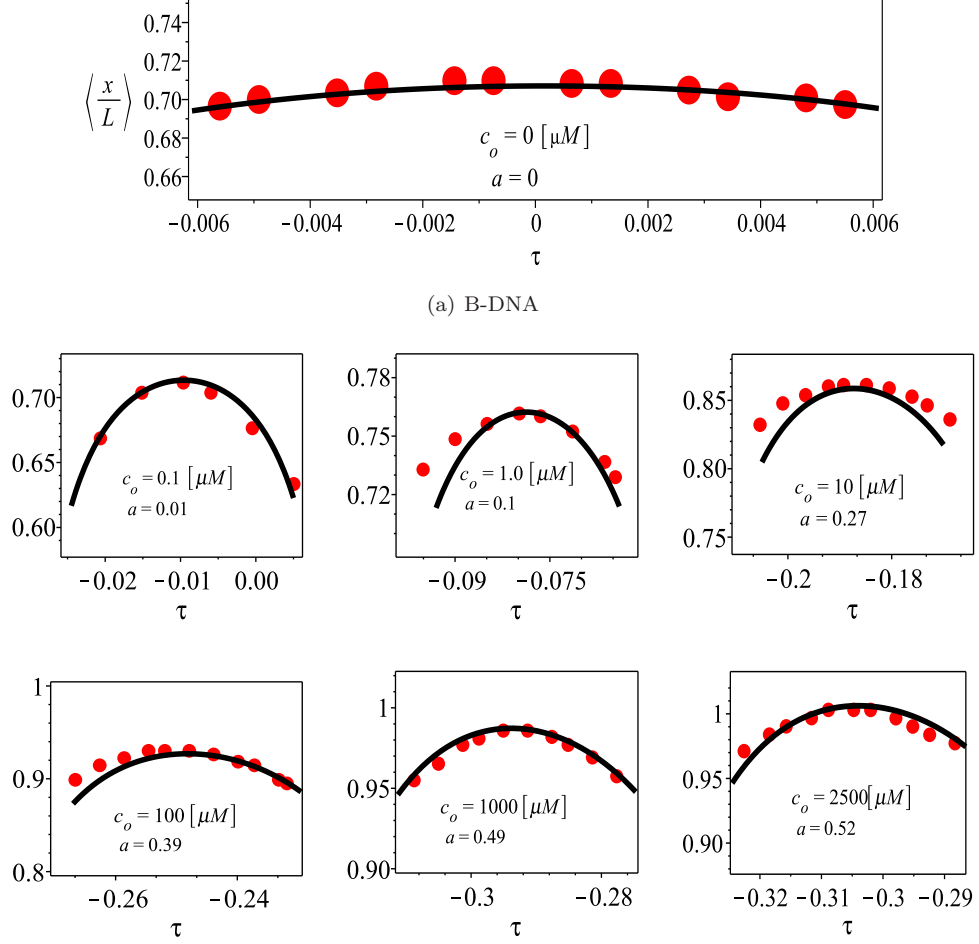 0.74
0.72
0.70
0.68
0.66
⟨x/L⟩
c_o = 0 [μM]
a = 0
−0.006 −0.004 −0.002 0 0.002 0.004 0.006
τ
(a) B-DNA
0.70
0.65
0.60
c_o = 0.1 [μM]
a = 0.01
−0.02 −0.01 0.00
τ
0.78
0.75
0.72
c_o = 1.0 [μM]
a = 0.1
−0.09 −0.075
τ
0.85
0.80
0.75
c_o = 10 [μM]
a = 0.27
−0.2 −0.18
τ
1
0.9
0.8
c_o = 100 [μM]
a = 0.39
−0.26 −0.24
τ
1
0.95
0.90
c_o = 1000 [μM]
a = 0.49
−0.3 −0.28
τ
1
0.95
0.90
c_o = 2500[μM]
a = 0.52
−0.32 −0.31 −0.3 −0.29
τ